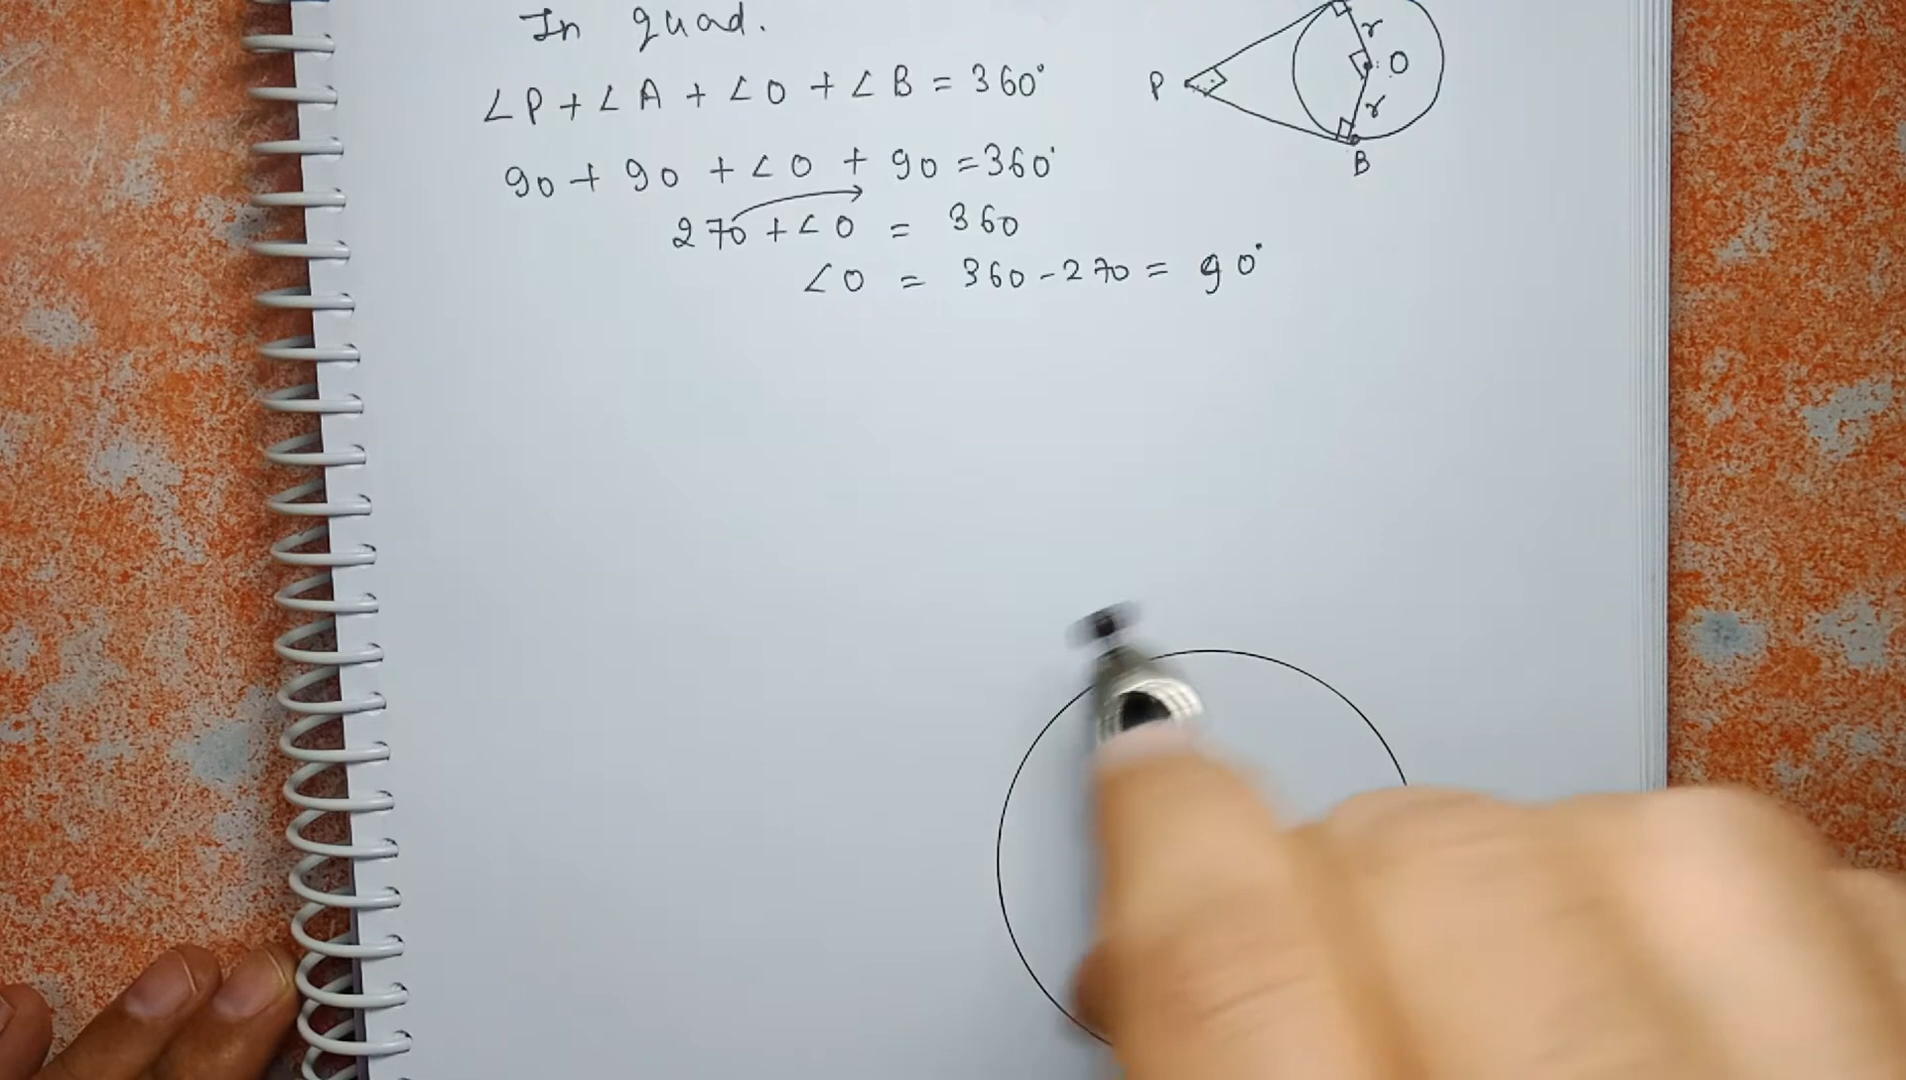 In quad.
∠P + ∠A + ∠O + ∠B = 360°
90 + 90 + ∠O + 90 = 360°
270 + ∠O = 360
∠O = 360 - 270 = 90°
r
P
O
r
B